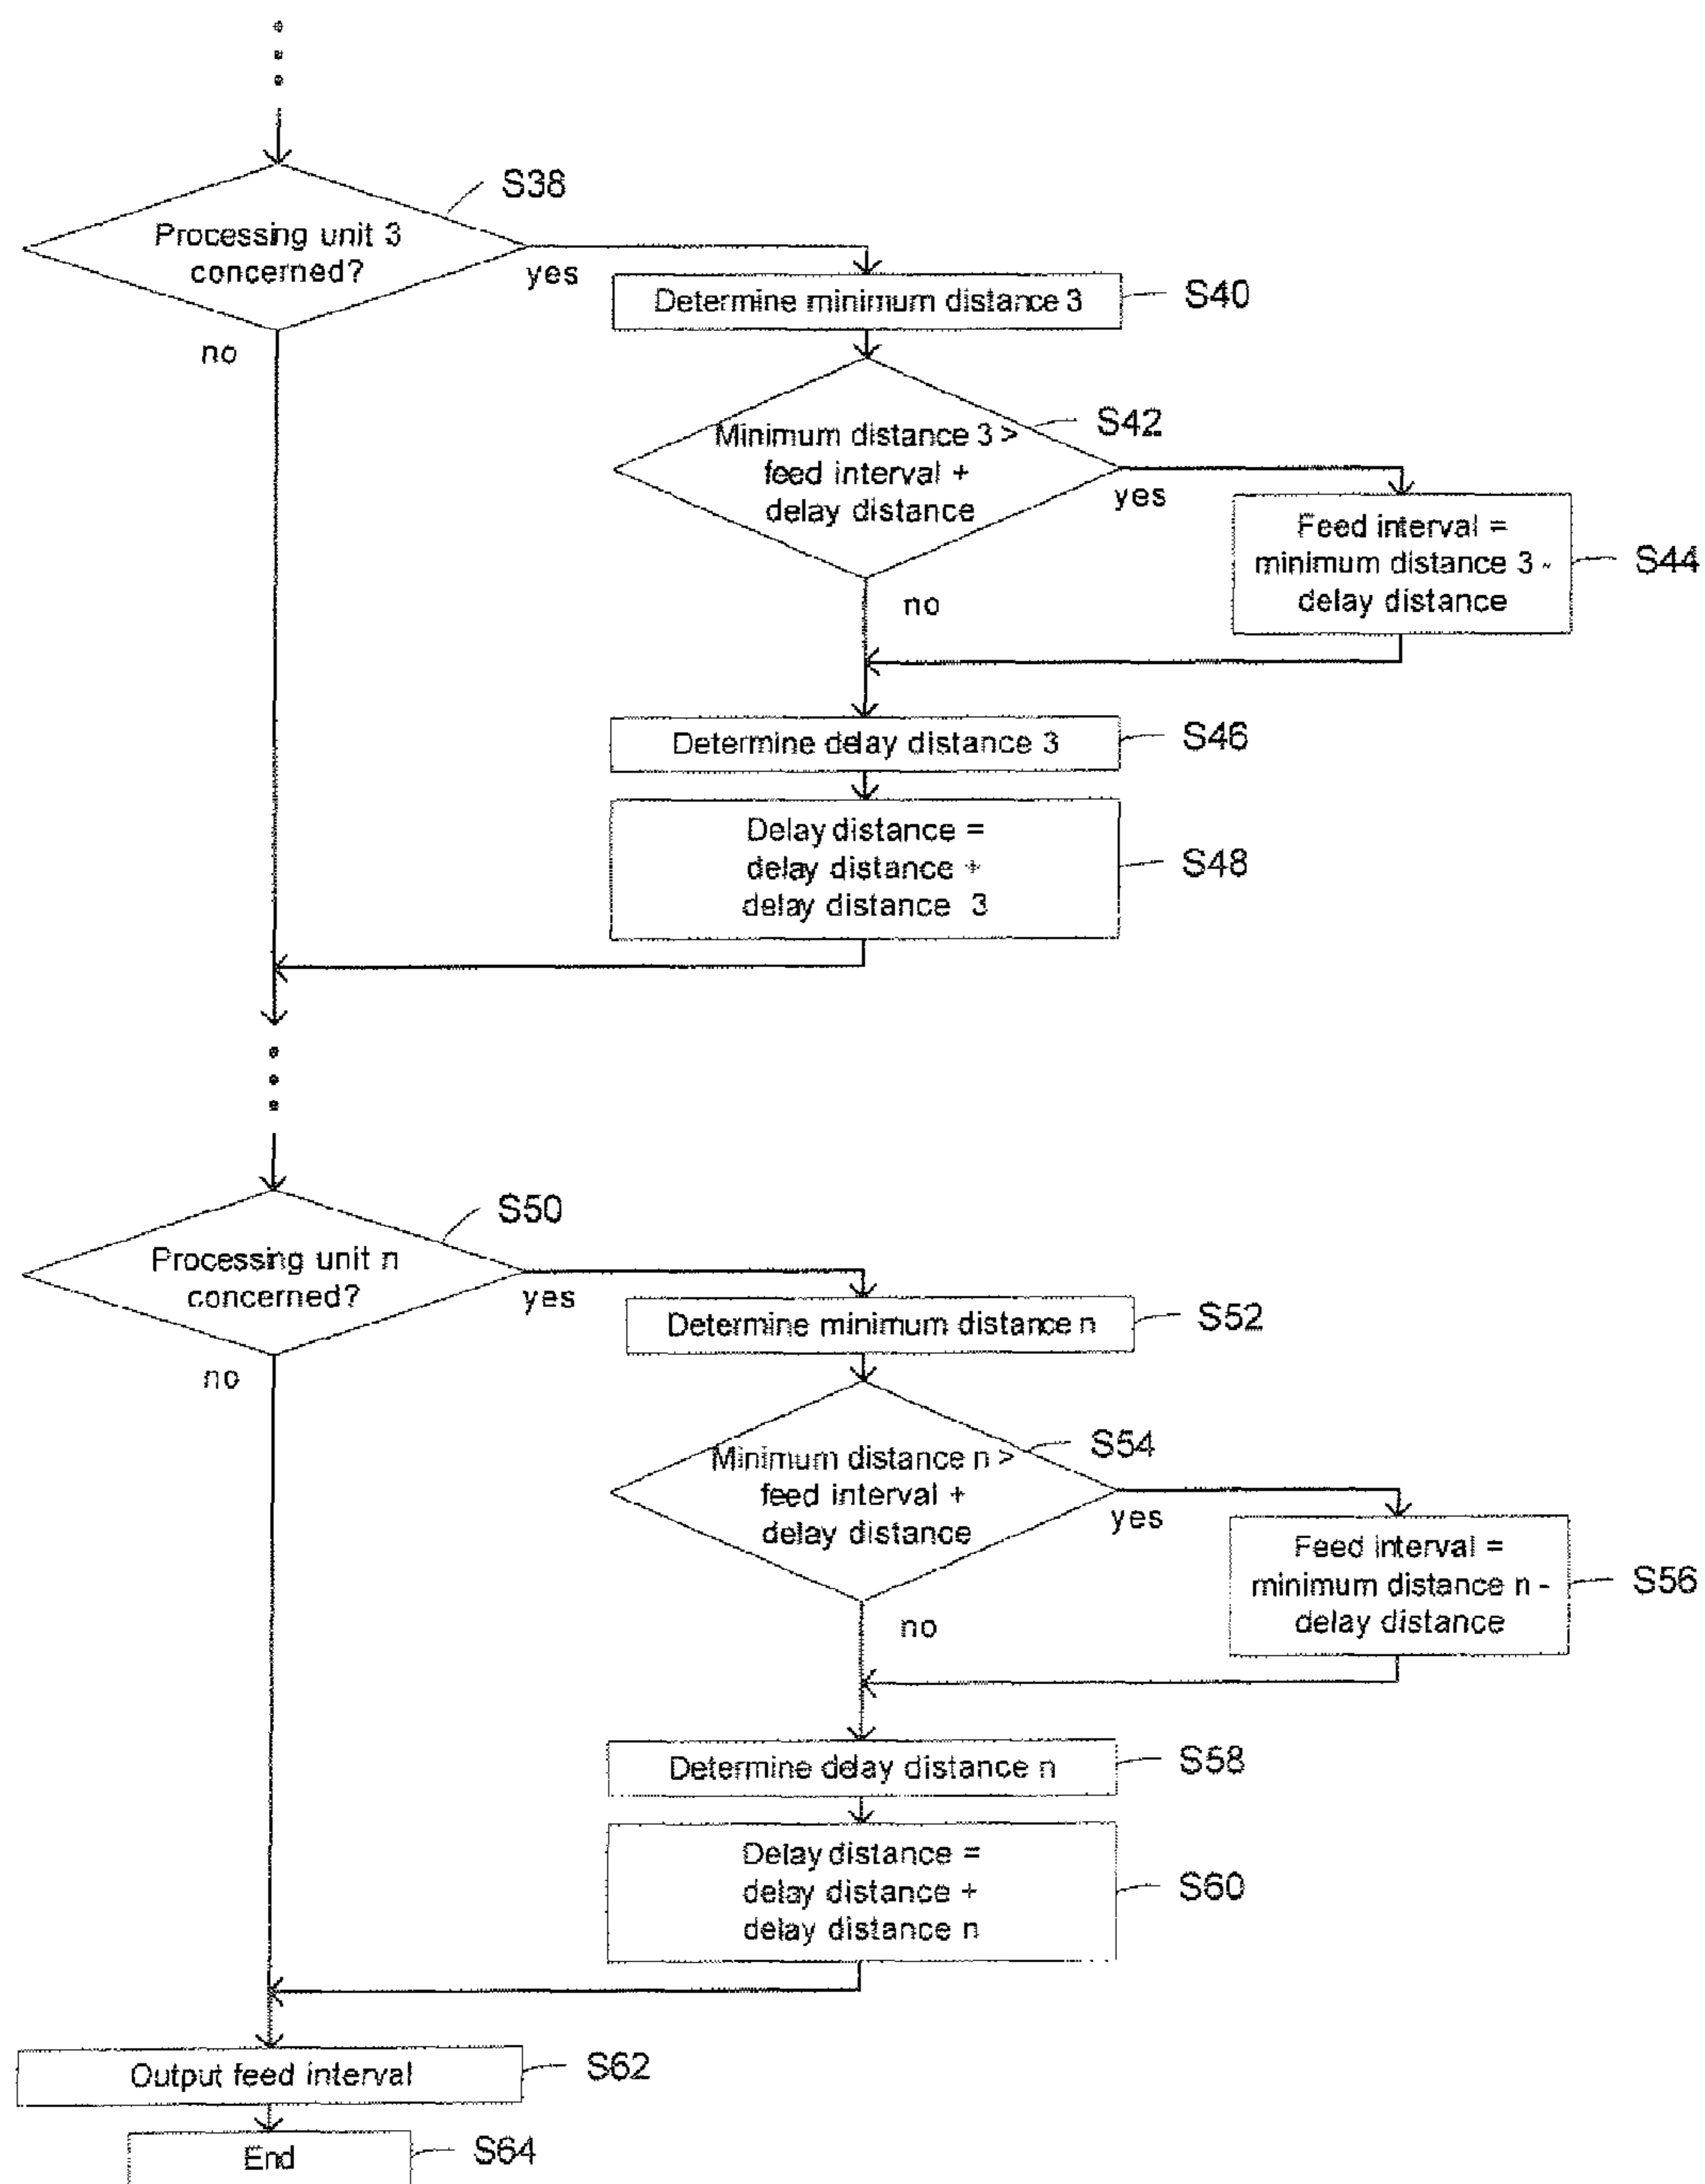 S38
Processing unit 3
concerned?
yes
no
Determine minimum distance 3
S40
Minimum distance 3 >
feed interval +
delay distance
S42
yes
no
Feed interval =
minimum distance 3 -
delay distance
S44
Determine delay distance 3
S46
Delay distance =
delay distance +
delay distance 3
S48
S50
Processing unit n
concerned?
yes
no
Determine minimum distance n
S52
Minimum distance n >
feed interval +
delay distance
S54
yes
no
Feed interval =
minimum distance n -
delay distance
S56
Determine delay distance n
S58
Delay distance =
delay distance +
delay distance n
S60
Output feed interval
S62
End
S64